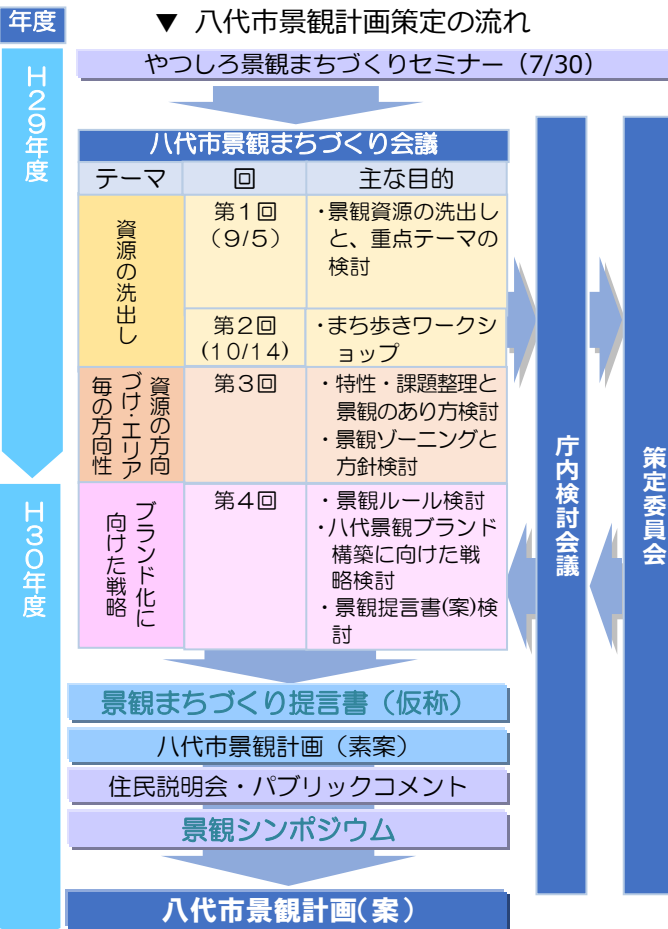 年度
▼ 八代市景観計画策定の流れ
H29年度
やつしろ景観まちづくりセミナー（7/30）
八代市景観まちづくり会議
テーマ
回
主な目的
資源の洗出し
第１回
（９/５）
・景観資源の洗出し
と、重点テーマの
検討
第２回
(１０/１４)
・まち歩きワークシ
ョップ
資源の方向
づけ・エリア
毎の方向性
第３回
・特性・課題整理と
景観のあり方検討
・景観ゾーニングと
方針検討
H30年度
ブランド化に
向けた戦略
第４回
・景観ルール検討
・八代景観ブランド
構築に向けた戦
略検討
・景観提言書(案)検
討
庁内検討会議
策定委員会
景観まちづくり提言書（仮称）
八代市景観計画（素案）
住民説明会・パブリックコメント
景観シンポジウム
八代市景観計画(案）